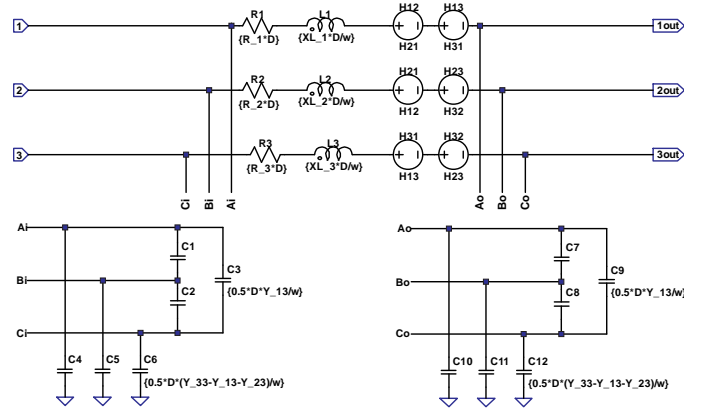 R1 L1 H12 H13
1 1out
{R_1*D} {XL_1*D/w} H21 H31
R2 L2 H21 H23
2 2out
{R_2*D} {XL_2*D/w} H12 H32
R3 L3 H31 H32
3 3out
{R_3*D} {XL_3*D/w} H13 H23
Ci Bi Ai Ao Bo Co
Ai Ao
C1 C7
C3 C9
Bi {0.5*D*Y_13/w} Bo {0.5*D*Y_13/w}
C2 C8
Ci Co
C4 C5 C6 C10 C11 C12
{0.5*D*(Y_33-Y_13-Y_23)/w} {0.5*D*(Y_33-Y_13-Y_23)/w}